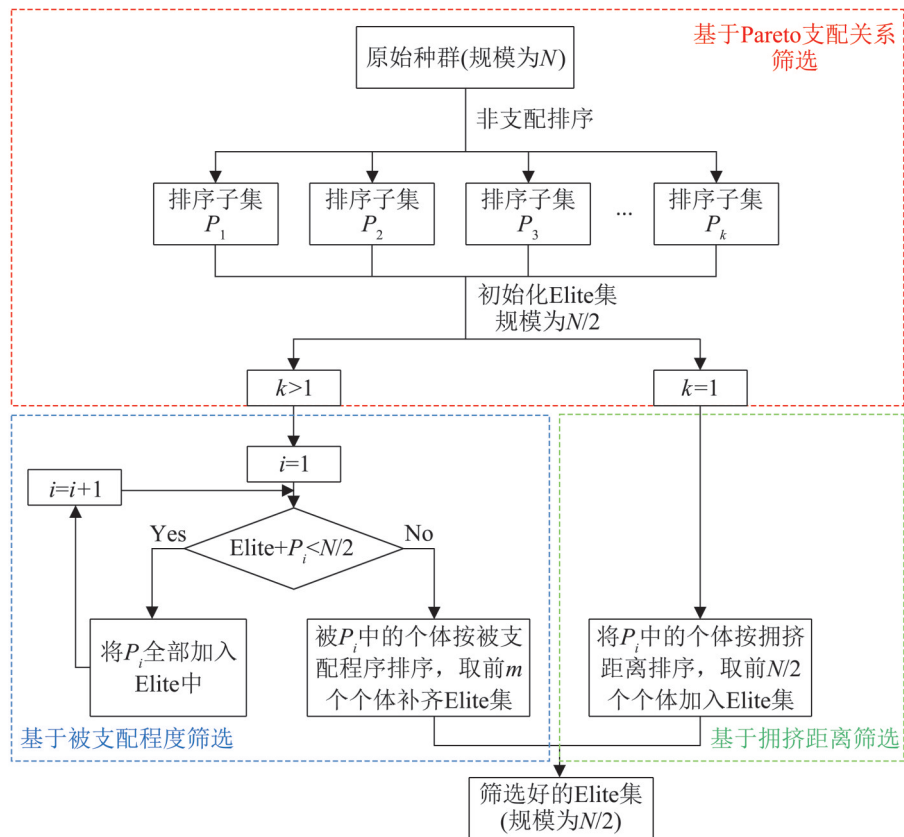 基于Pareto支配关系
筛选
原始种群(规模为N)
非支配排序
排序子集
P₁
排序子集
P₂
排序子集
P₃
...
排序子集
Pₖ
初始化Elite集
规模为N/2
k>1
k=1
i=1
i=i+1
Yes
Elite+Pᵢ<N/2
No
将Pᵢ全部加入
Elite中
被Pᵢ中的个体按被支
配程序排序，取前m
个个体补齐Elite集
将Pᵢ中的个体按拥挤
距离排序，取前N/2
个个体加入Elite集
基于被支配程度筛选
基于拥挤距离筛选
筛选好的Elite集
(规模为N/2)